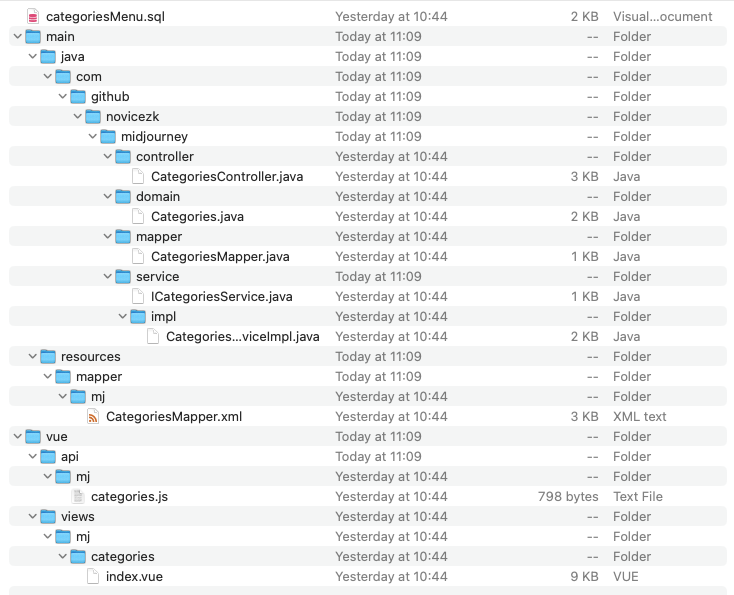 categoriesMenu.sql Yesterday at 10:44 2 KB Visual...ocument
main Today at 11:09 -- Folder
java Today at 11:09 -- Folder
com Today at 11:09 -- Folder
github Today at 11:09 -- Folder
novicezk Today at 11:09 -- Folder
midjourney Today at 11:09 -- Folder
controller Yesterday at 10:44 -- Folder
CategoriesController.java Yesterday at 10:44 3 KB Java
domain Yesterday at 10:44 -- Folder
Categories.java Yesterday at 10:44 2 KB Java
mapper Yesterday at 10:44 -- Folder
CategoriesMapper.java Yesterday at 10:44 1 KB Java
service Today at 11:09 -- Folder
ICategoriesService.java Yesterday at 10:44 1 KB Java
impl Yesterday at 10:44 -- Folder
Categories...viceImpl.java Yesterday at 10:44 2 KB Java
resources Today at 11:09 -- Folder
mapper Today at 11:09 -- Folder
mj Yesterday at 10:44 -- Folder
CategoriesMapper.xml Yesterday at 10:44 3 KB XML text
vue Today at 11:09 -- Folder
api Today at 11:09 -- Folder
mj Yesterday at 10:44 -- Folder
categories.js Yesterday at 10:44 798 bytes Text File
views Today at 11:09 -- Folder
mj Yesterday at 10:44 -- Folder
categories Yesterday at 10:44 -- Folder
index.vue Yesterday at 10:44 9 KB VUE